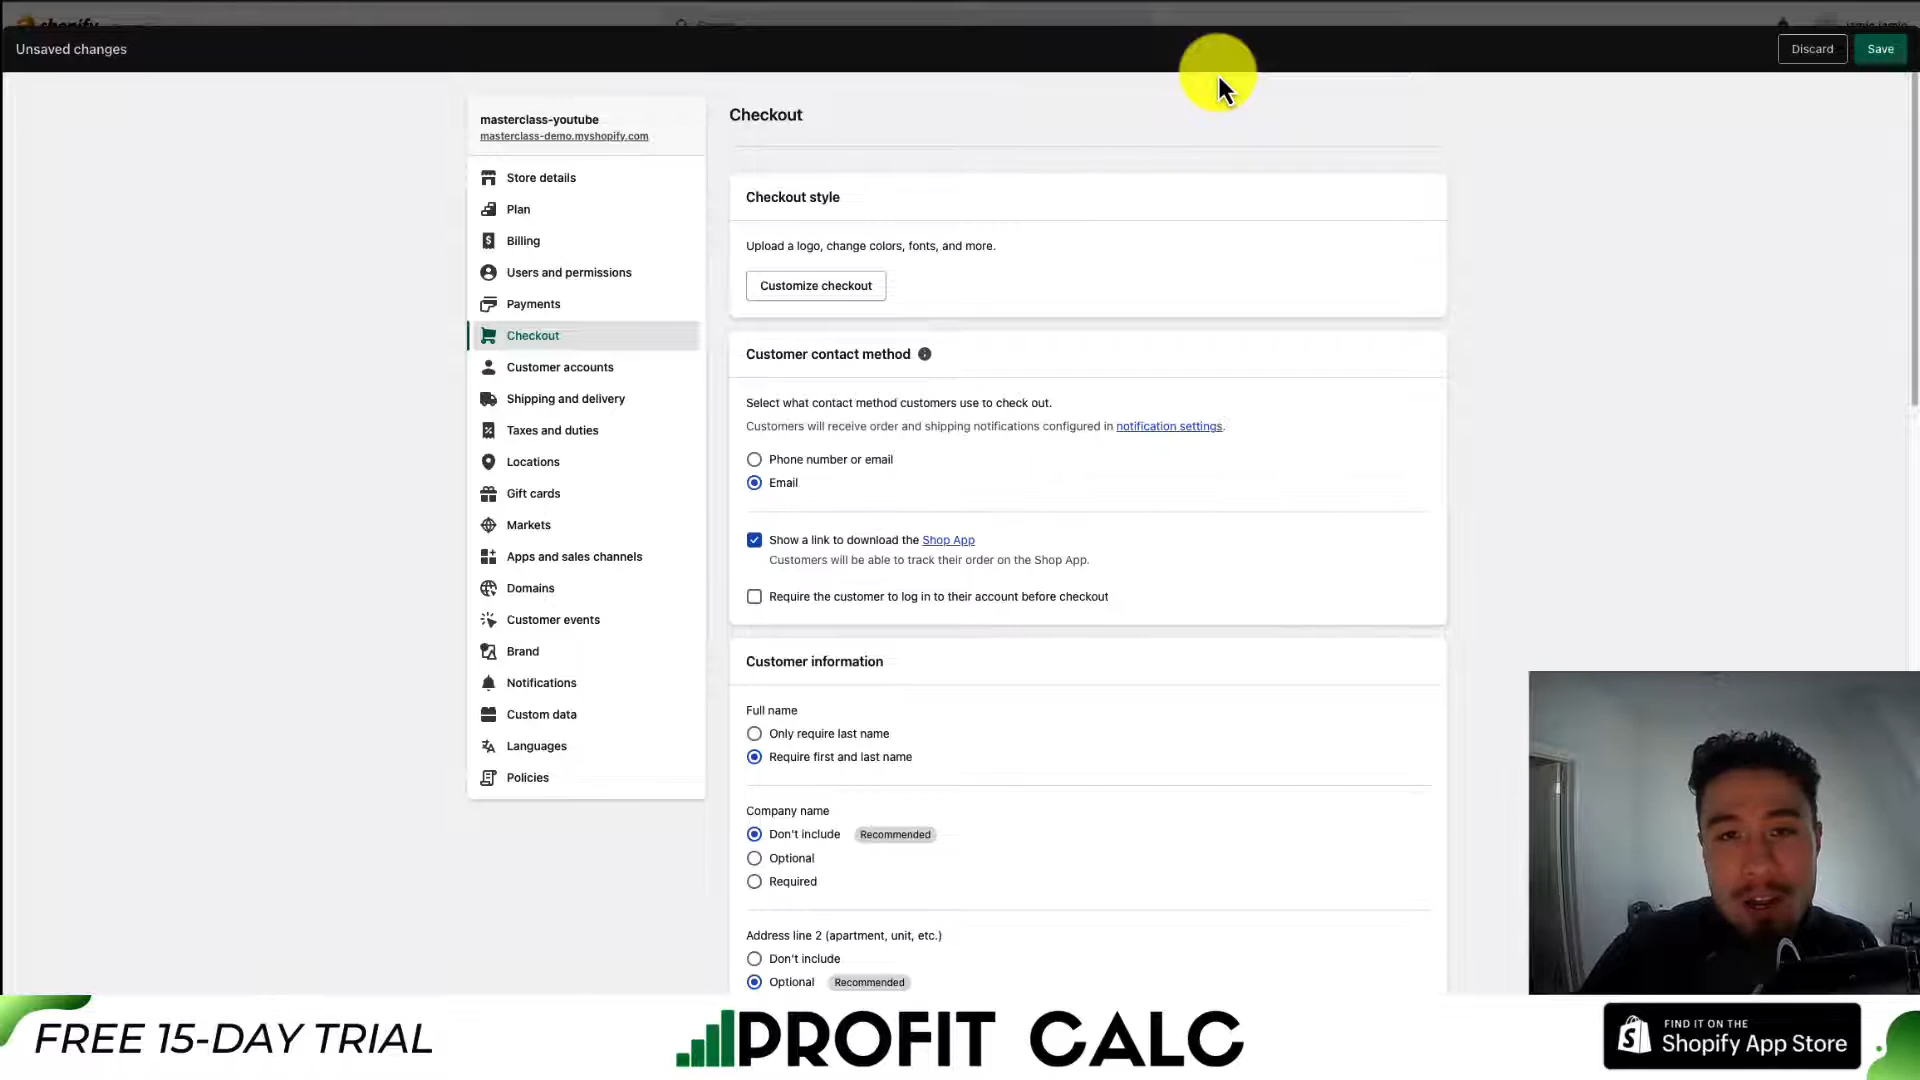 shopify
Unsaved changes
Discard
Save
masterclass-youtube
masterclass-demo.myshopify.com
Store details
Plan
Billing
Users and permissions
Payments
Checkout
Customer accounts
Shipping and delivery
Taxes and duties
Locations
Gift cards
Markets
Apps and sales channels
Domains
Customer events
Brand
Notifications
Custom data
Languages
Policies
Checkout
Checkout style
Upload a logo, change colors, fonts, and more.
Customize checkout
Customer contact method
Select what contact method customers use to check out.
Customers will receive order and shipping notifications configured in notification settings.
Phone number or email
Email
Show a link to download the Shop App
Customers will be able to track their order on the Shop App.
Require the customer to log in to their account before checkout
Customer information
Full name
Only require last name
Require first and last name
Company name
Don't include Recommended
Optional
Required
Address line 2 (apartment, unit, etc.)
Don't include
Optional Recommended
FREE 15-DAY TRIAL
PROFIT CALC
FIND IT ON THE
Shopify App Store